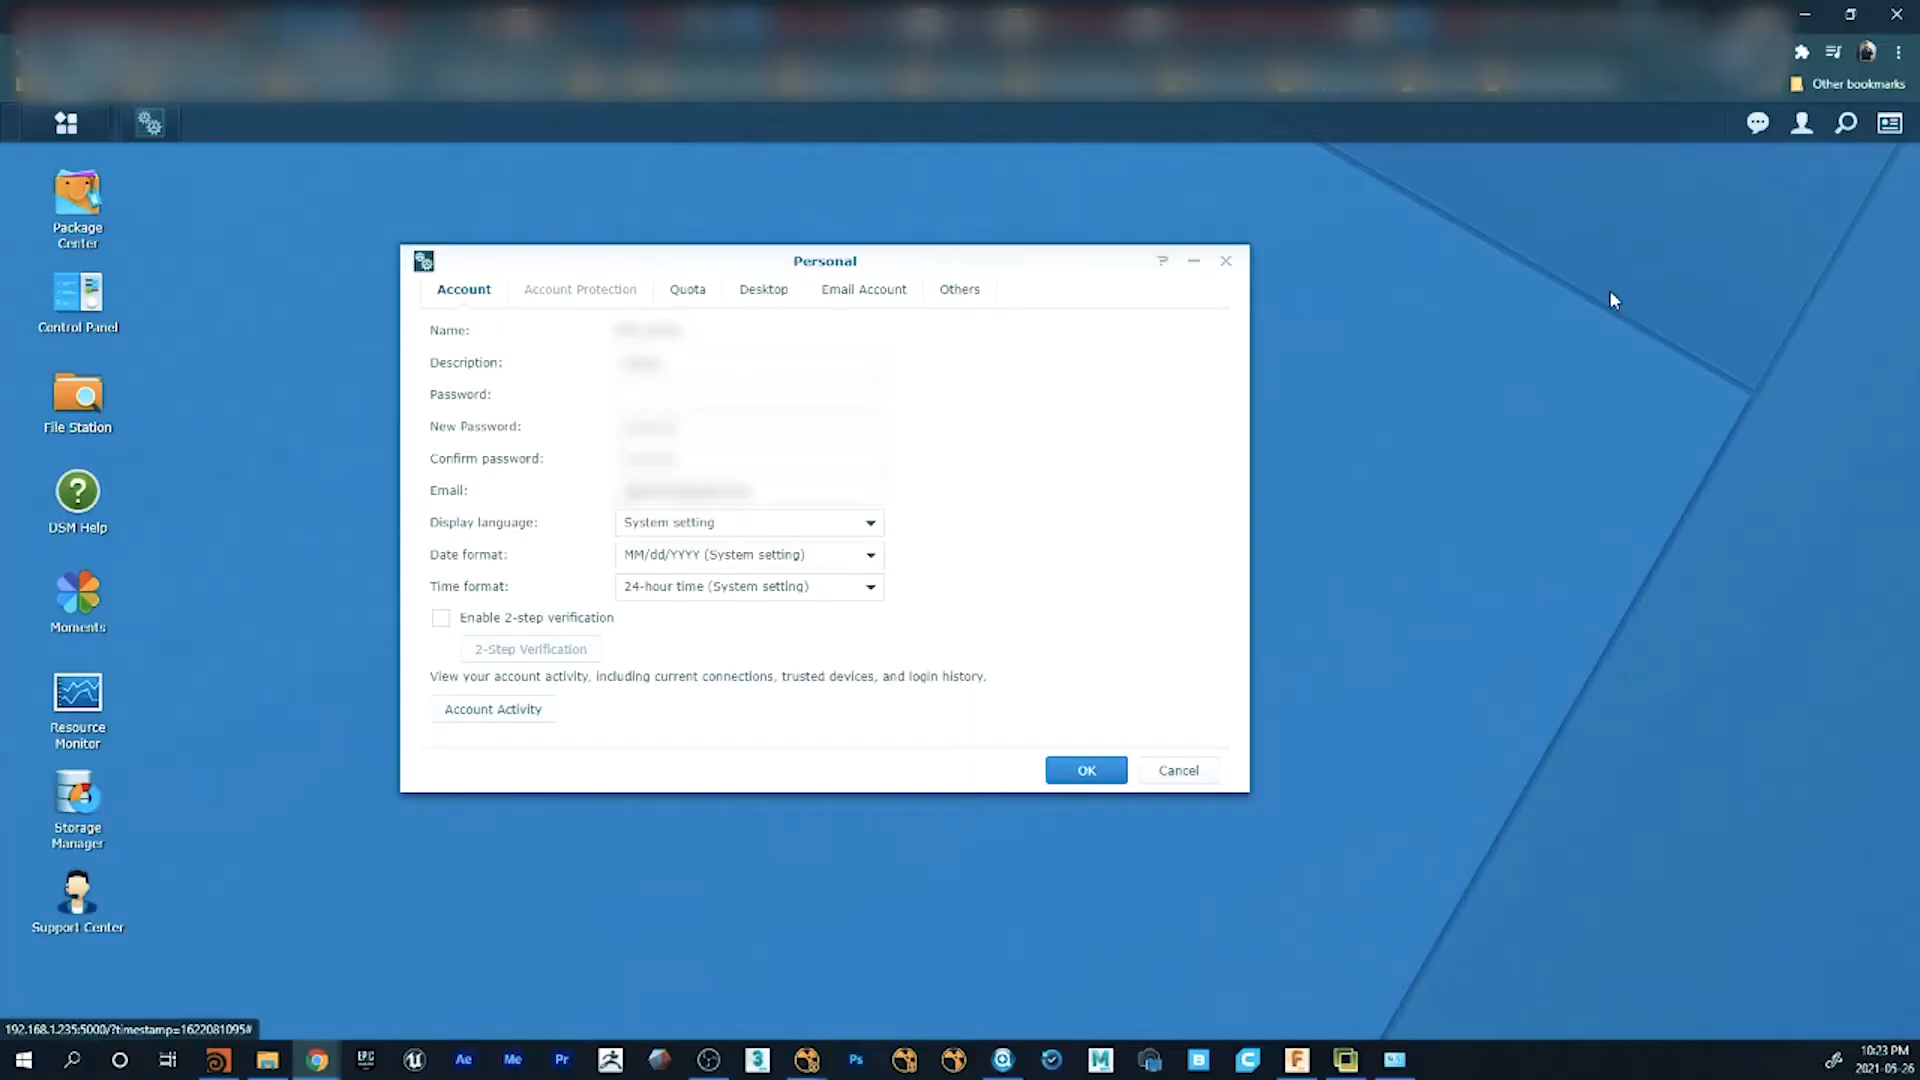 Other bookmarks
Package
Center
Control Panel
File Station
DSM Help
Moments
Resource
Monitor
Storage
Manager
Support Center
Personal
Account
Account Protection
Quota
Desktop
Email Account
Others
Name:
Description:
Password:
New Password:
Confirm password:
Email:
Display language:
System setting
Date format:
MM/dd/YYYY (System setting)
Time format:
24-hour time (System setting)
Enable 2-step verification
2-Step Verification
View your account activity, including current connections, trusted devices, and login history.
Account Activity
OK
Cancel
192.168.1.235:5000/?timestamp=1622081095#
EPIC
Ae
Me
Pr
3
Ps
M
B
C
F
10:23 PM
2021-05-26